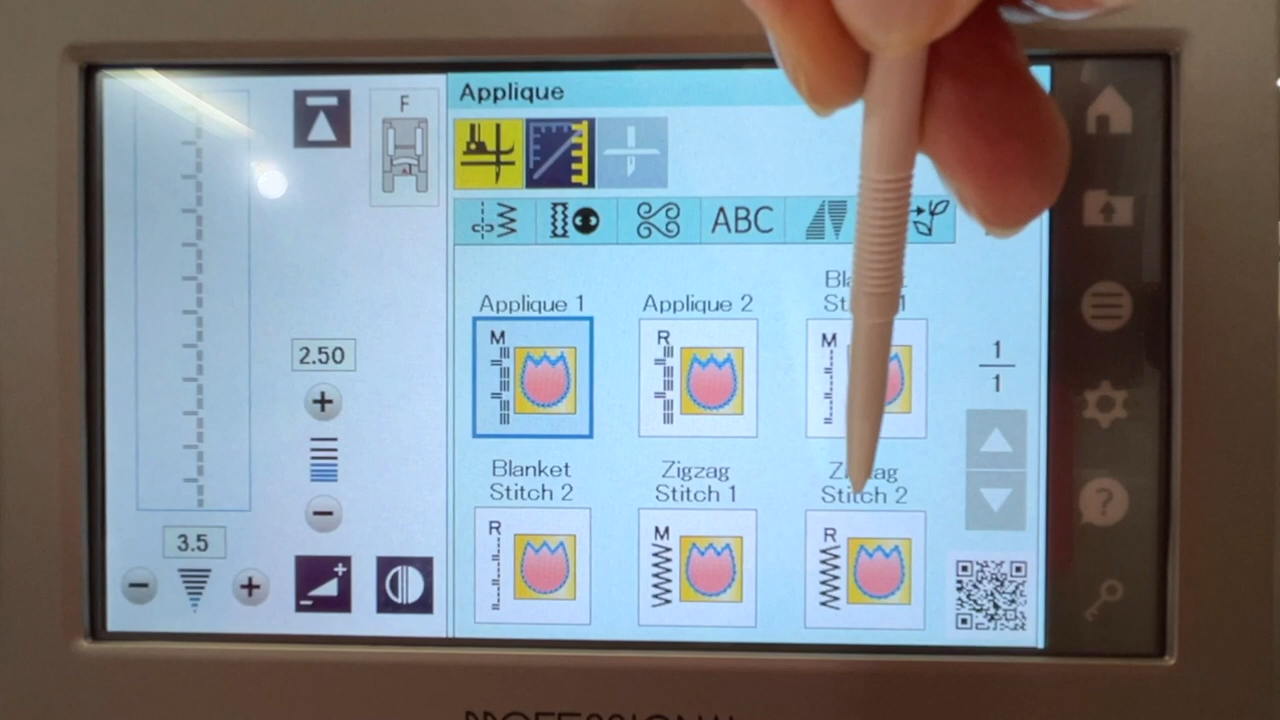 F
Applique
ABC
Applique 1
Applique 2
M
R
M
2.50
1
1
Blanket
Stitch 2
Zigzag
Stitch 1
Stitch 2
R
M
R
3.5